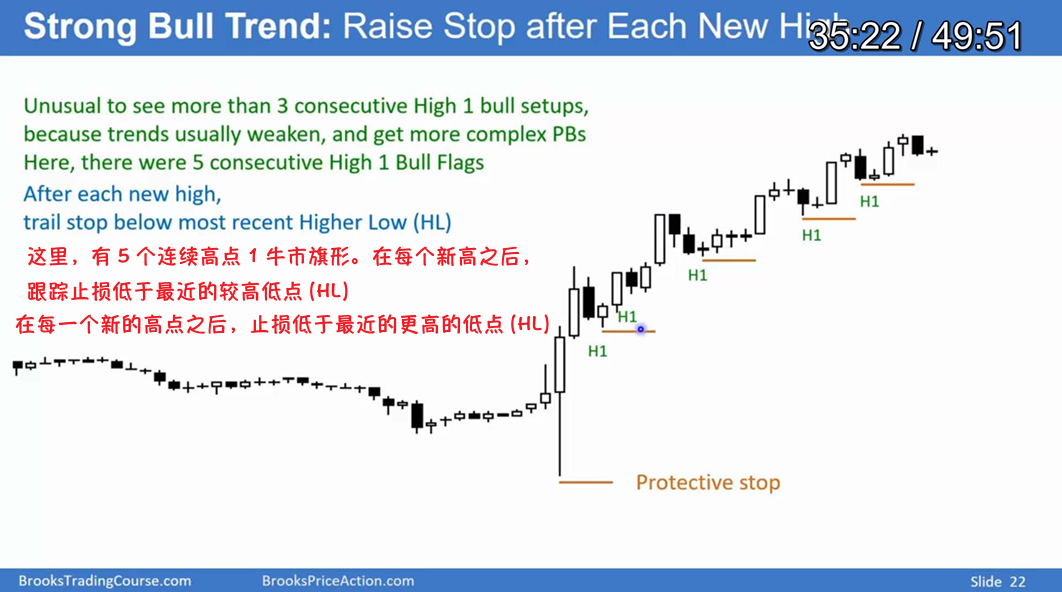 Strong Bull Trend: Raise Stop after Each New High
35:22 / 49:51
Unusual to see more than 3 consecutive High 1 bull setups,
because trends usually weaken, and get more complex PBs
Here, there were 5 consecutive High 1 Bull Flags
After each new high,
trail stop below most recent Higher Low (HL)
这里，有 5 个连续高点 1 牛市旗形。在每个新高之后，
跟踪止损低于最近的较高低点 (HL)
在每一个新的高点之后，止损低于最近的更高的低点 (HL)
H1
H1
H1
H1
H1
Protective stop
BrooksTradingCourse.com
BrooksPriceAction.com
Slide 22